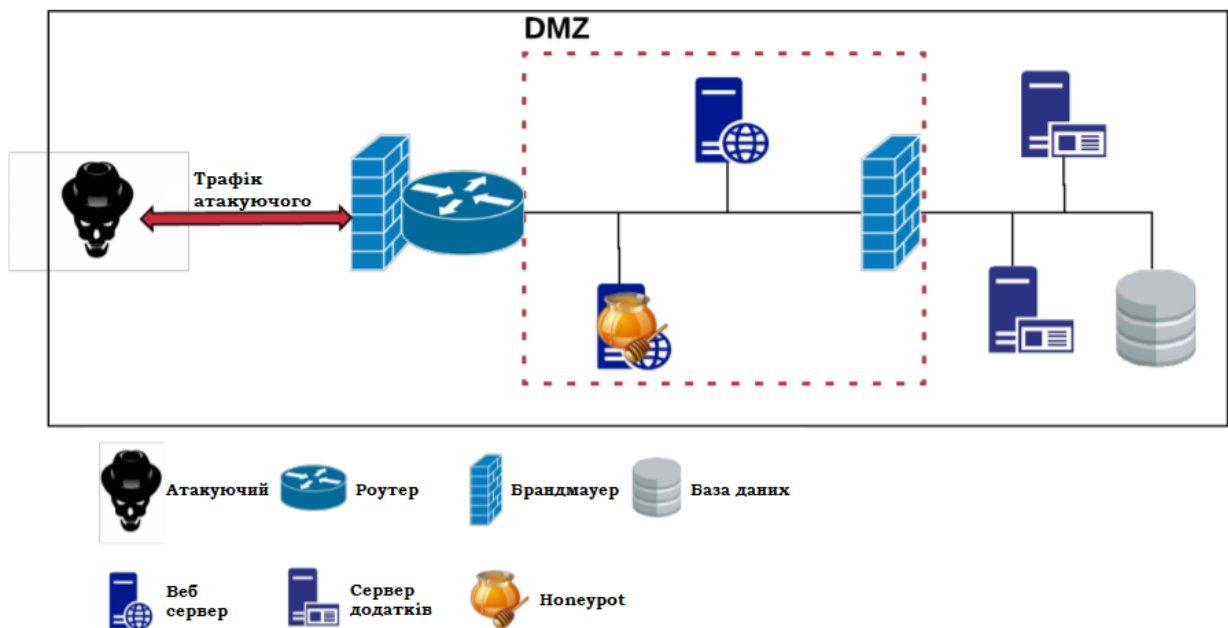 DMZ
Трафік
атакуючого
Атакуючий
Роутер
Брандмауер
База даних
Веб
сервер
Сервер
додатків
Honeypot